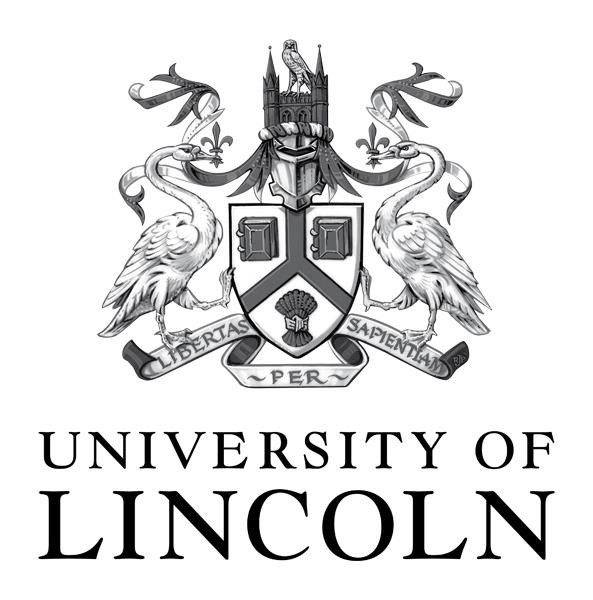 LIBERTAS PER SAPIENTIAM
UNIVERSITY OF
LINCOLN